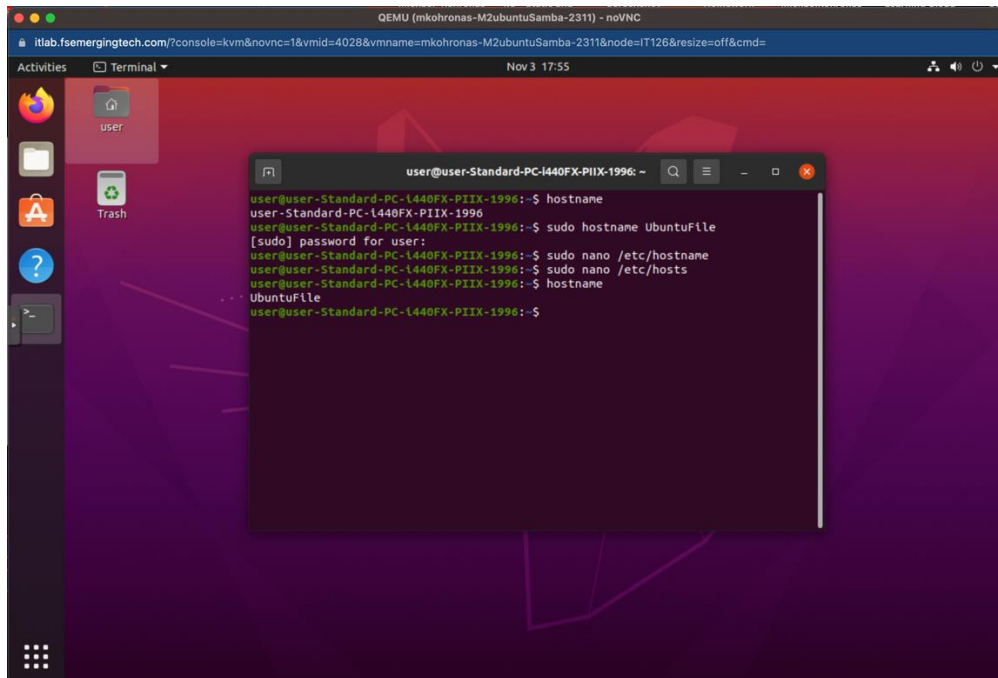 QEMU (mkohronas-M2ubuntuSamba-2311) - noVNC
itlab.fsemergingtech.com/?console=kvm&novnc=1&vmid=4028&vmname=mkohronas-M2ubuntuSamba-2311&node=IT126&resize=off&cmd=
Activities Terminal Nov 3 17:55
user
Trash
user@user-Standard-PC-i440FX-PIIX-1996: ~
user@user-Standard-PC-i440FX-PIIX-1996:~$ hostname
user-Standard-PC-i440FX-PIIX-1996
user@user-Standard-PC-i440FX-PIIX-1996:~$ sudo hostname UbuntuFile
[sudo] password for user:
user@user-Standard-PC-i440FX-PIIX-1996:~$ sudo nano /etc/hostname
user@user-Standard-PC-i440FX-PIIX-1996:~$ sudo nano /etc/hosts
user@user-Standard-PC-i440FX-PIIX-1996:~$ hostname
UbuntuFile
user@user-Standard-PC-i440FX-PIIX-1996:~$